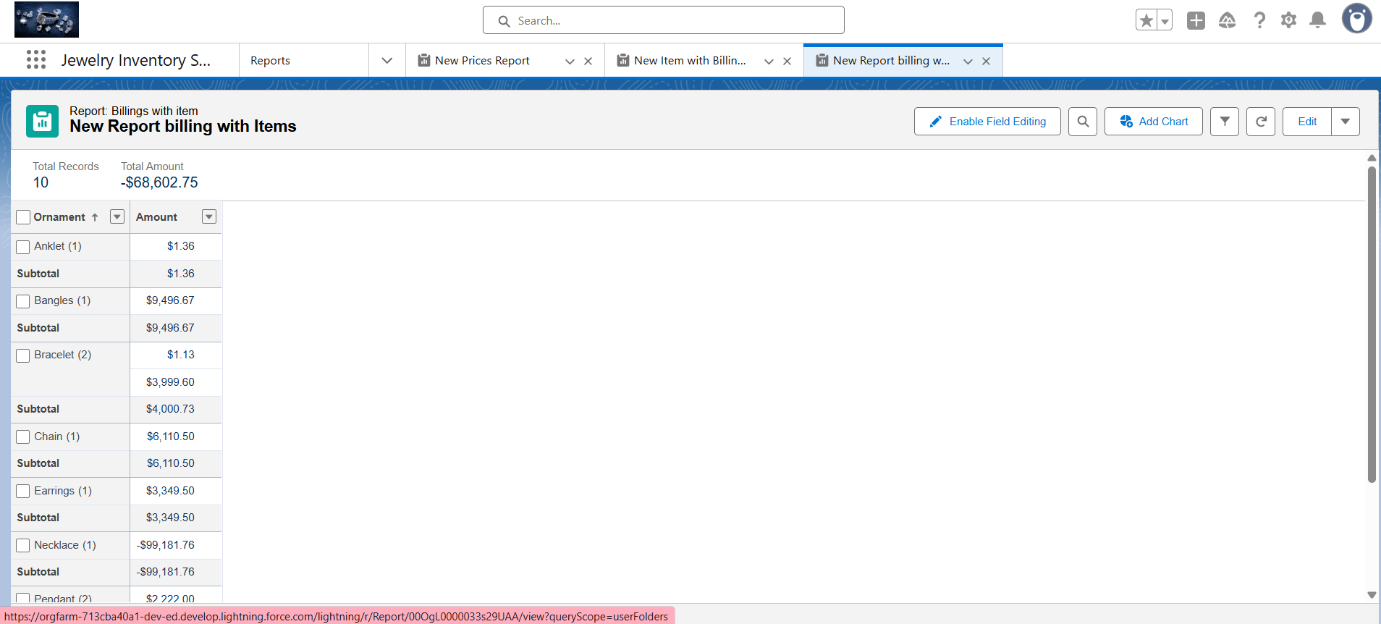 Search...
Jewelry Inventory S...
Reports
New Prices Report
New Item with Billin...
New Report billing w...
Report: Billings with item
New Report billing with Items
Enable Field Editing
Add Chart
Edit
Total Records
Total Amount
10
-$68,602.75
Ornament ↑
Amount
Anklet (1)
$1.36
Subtotal
$1.36
Bangles (1)
$9,496.67
Subtotal
$9,496.67
Bracelet (2)
$1.13
$3,999.60
Subtotal
$4,000.73
Chain (1)
$6,110.50
Subtotal
$6,110.50
Earrings (1)
$3,349.50
Subtotal
$3,349.50
Necklace (1)
-$99,181.76
Subtotal
-$99,181.76
Pendant (2)
$2,222.00
https://orgfarm-713cba40a1-dev-ed.develop.lightning.force.com/lightning/r/Report/00OgL0000033s29UAA/view?queryScope=userFolders